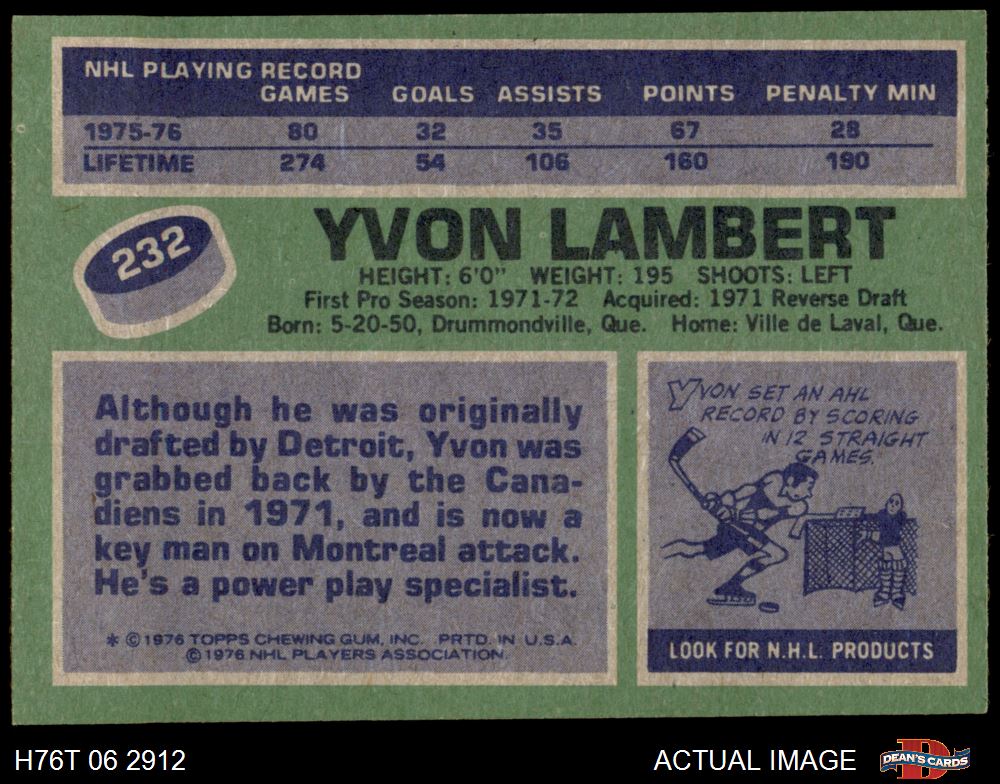 NHL PLAYING RECORD
GAMES GOALS ASSISTS POINTS PENALTY MIN
1975-76 80 32 35 67 28
LIFETIME 274 54 106 160 190
232
YVON LAMBERT
HEIGHT: 6'0" WEIGHT: 195 SHOOTS: LEFT
First Pro Season: 1971-72 Acquired: 1971 Reverse Draft
Born: 5-20-50, Drummondville, Que. Home: Ville de Laval, Que.
Although he was originally
drafted by Detroit, Yvon was
grabbed back by the Cana-
diens in 1971, and is now a
key man on Montreal attack.
He's a power play specialist.
* ©1976 TOPPS CHEWING GUM, INC. PRTD. IN U.S.A.
©1976 NHL PLAYERS ASSOCIATION.
YVON SET AN AHL
RECORD BY SCORING
IN 12 STRAIGHT
GAMES.
LOOK FOR N.H.L. PRODUCTS
H76T 06 2912 ACTUAL IMAGE
D
DEAN'S CARDS